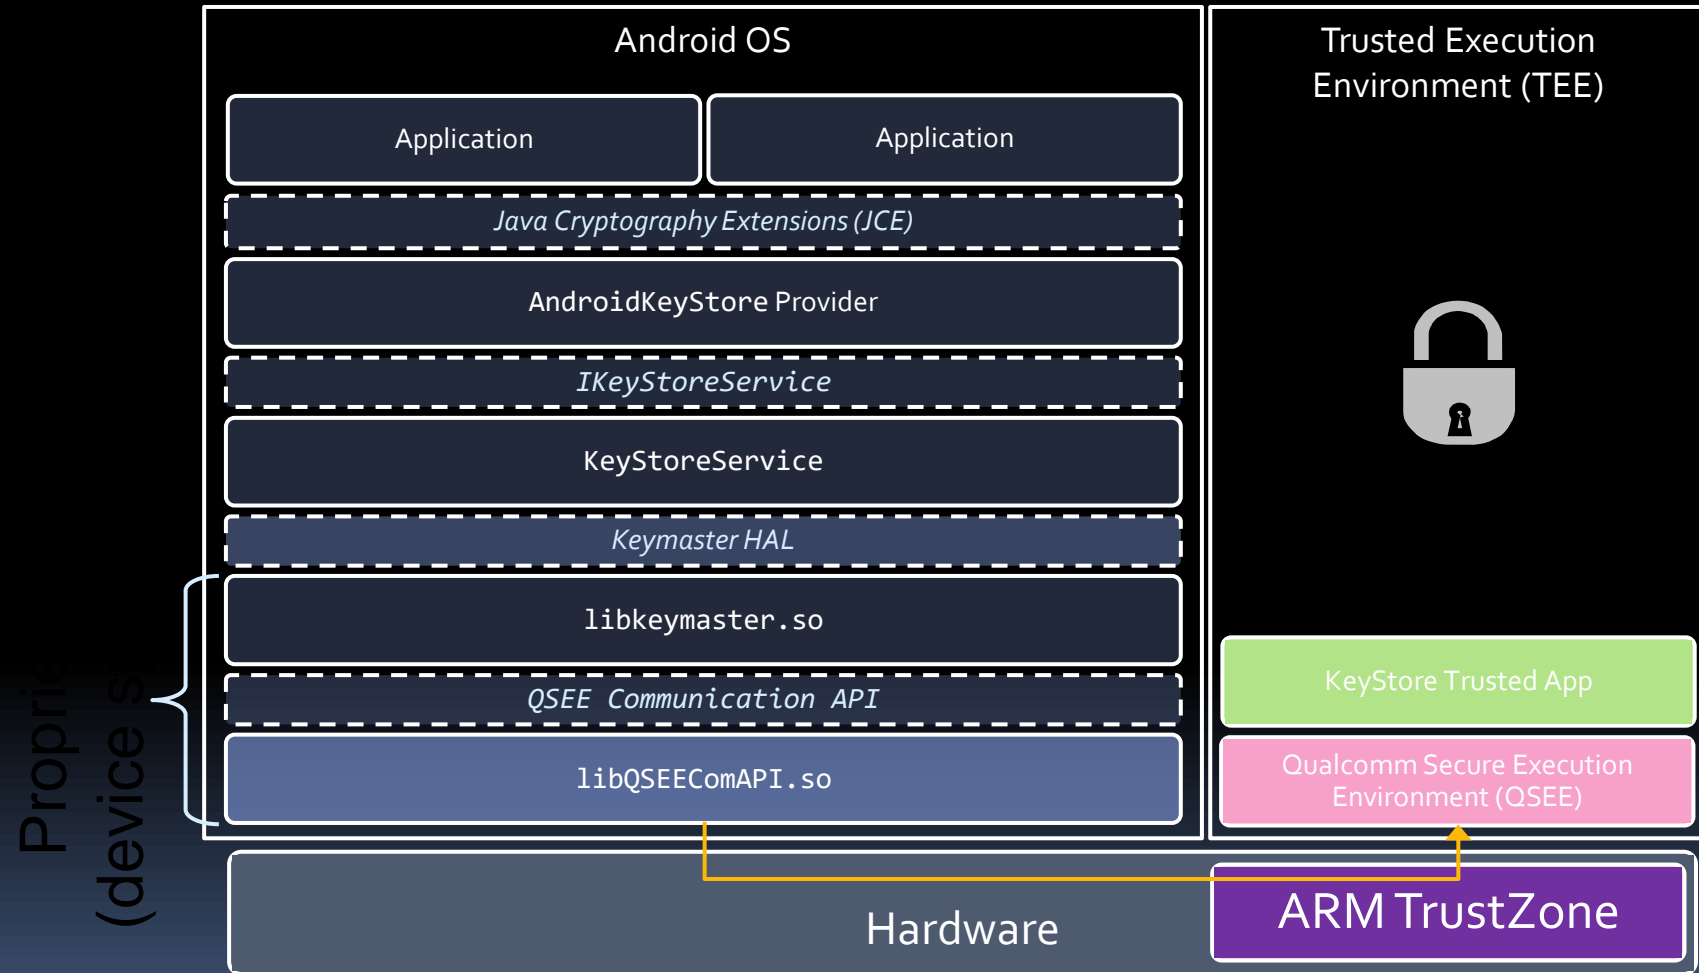 Android OS
Application
Application
Java Cryptography Extensions (JCE)
AndroidKeyStore Provider
IKeyStoreService
KeyStoreService
Keymaster HAL
libkeymaster.so
QSEE Communication API
libQSEEComAPI.so
Trusted Execution
Environment (TEE)
KeyStore Trusted App
Qualcomm Secure Execution
Environment (QSEE)
Hardware
ARM TrustZone
(device